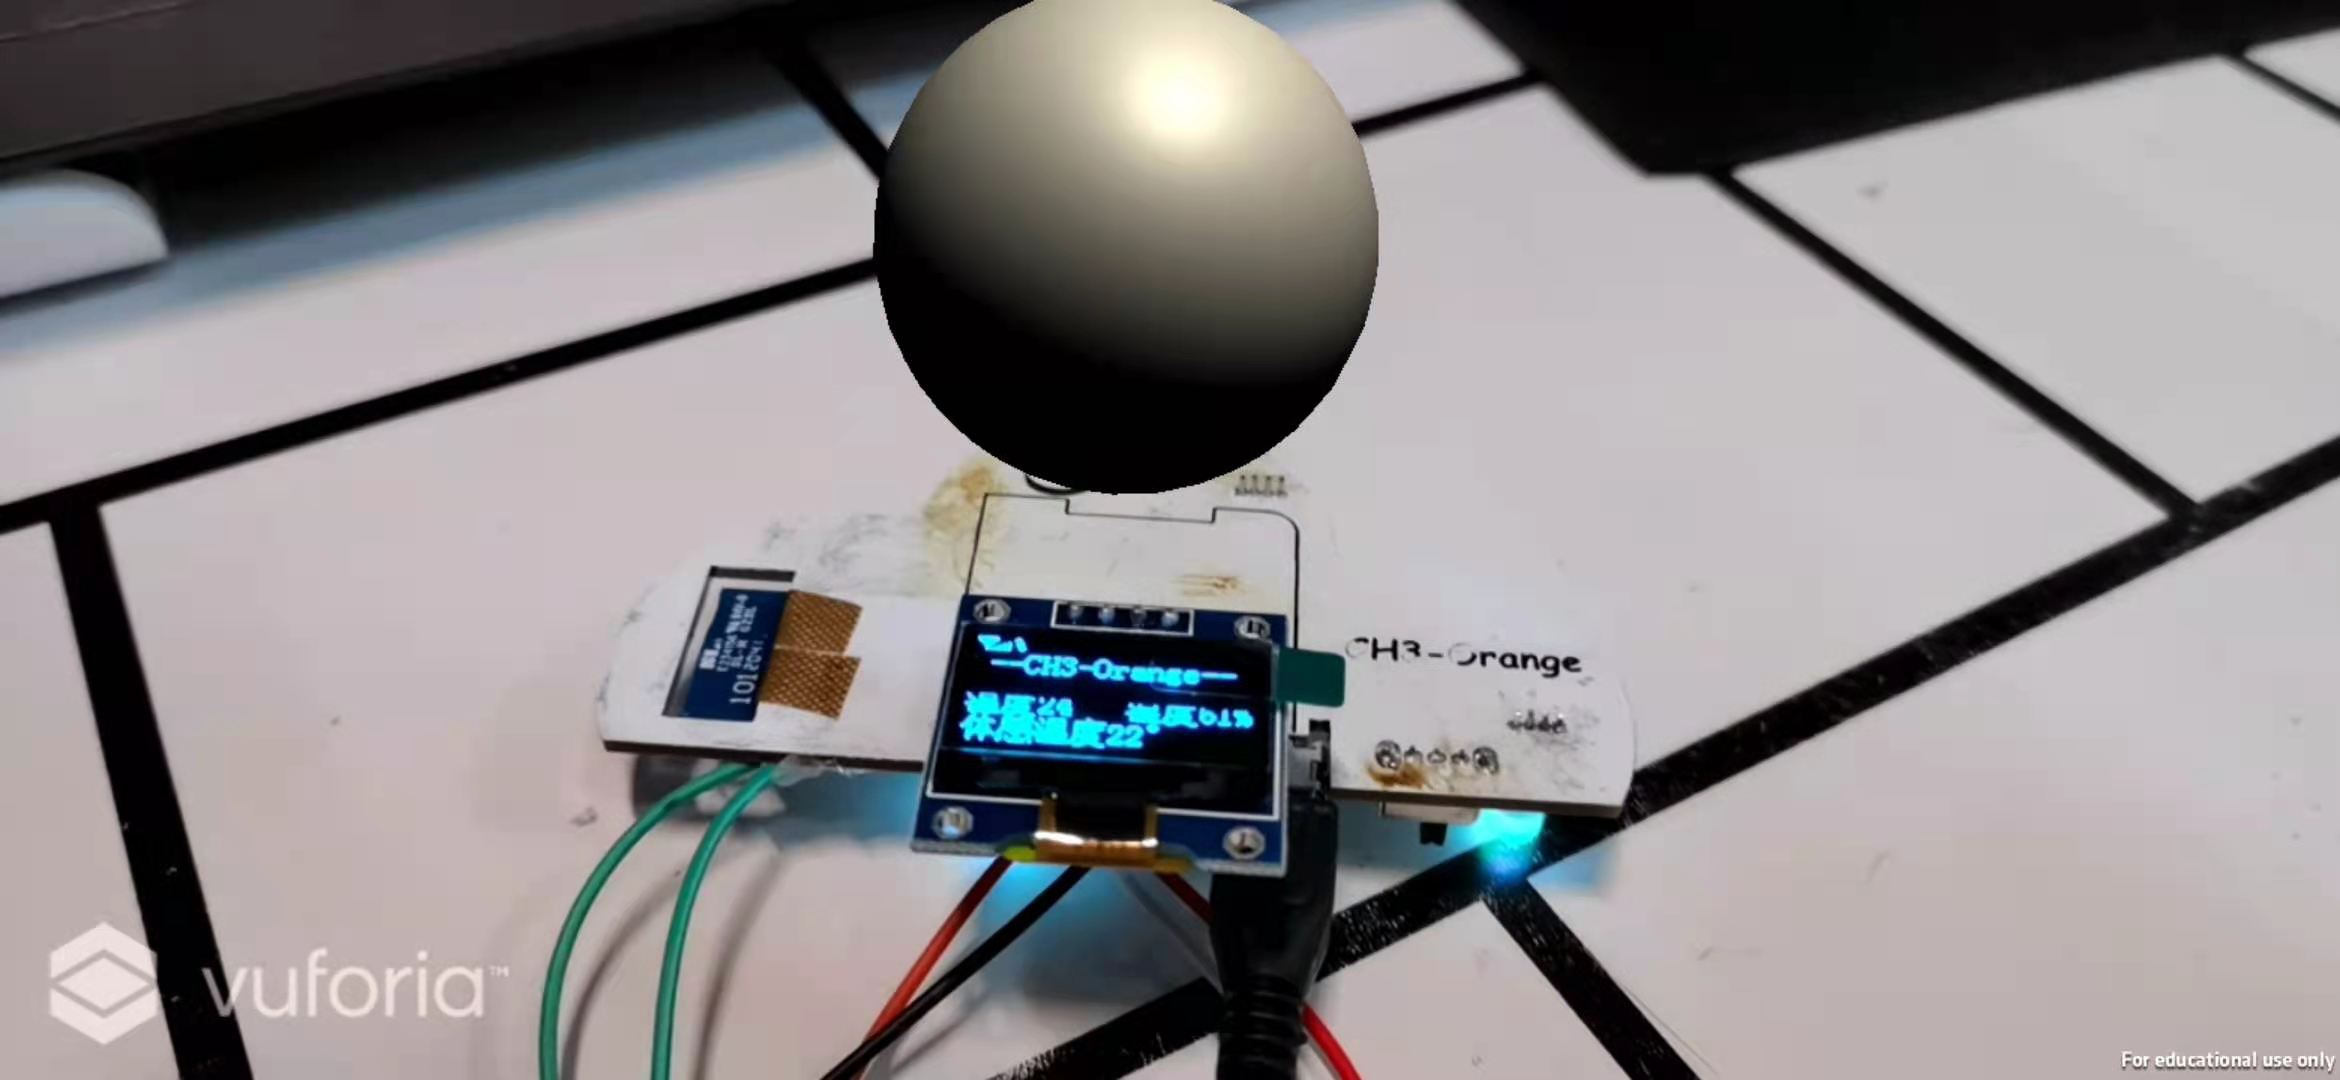 —CH3-Orange—
温度24 湿度61%
体感温度22°
CH3-Orange
vuforia™
For educational use only